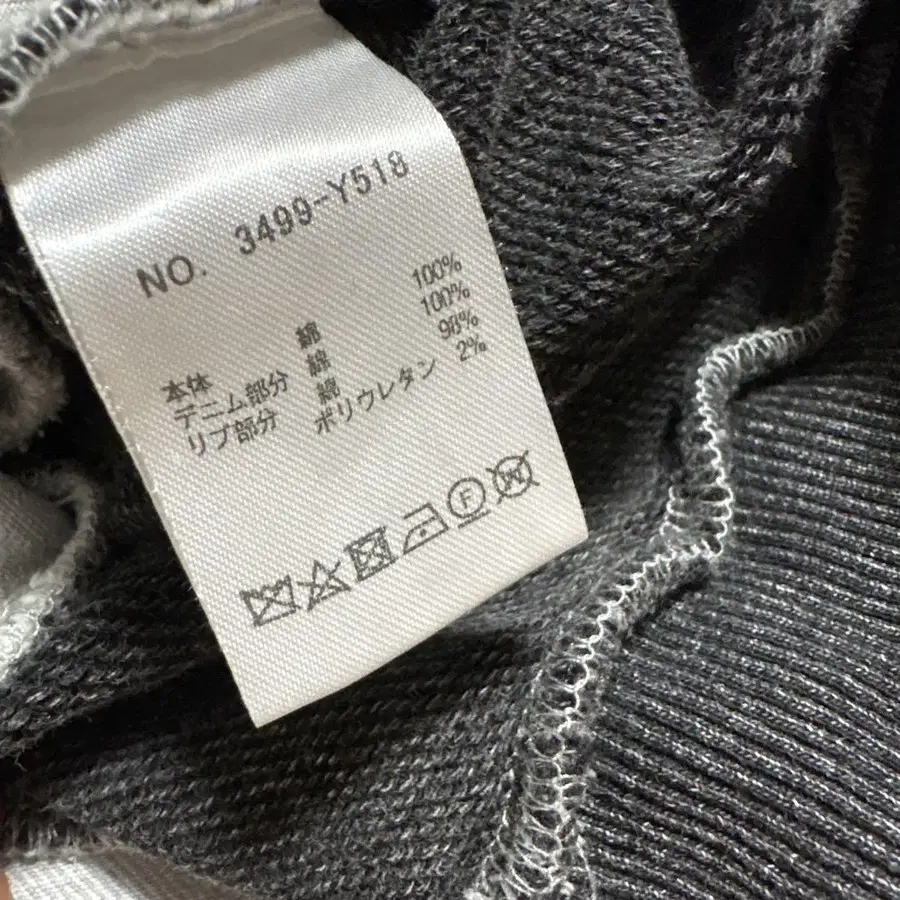 NO. 3499-Y518
本体 綿 100%
デニム部分 綿 100%
リブ部分 綿 98%
ポリウレタン 2%
F W